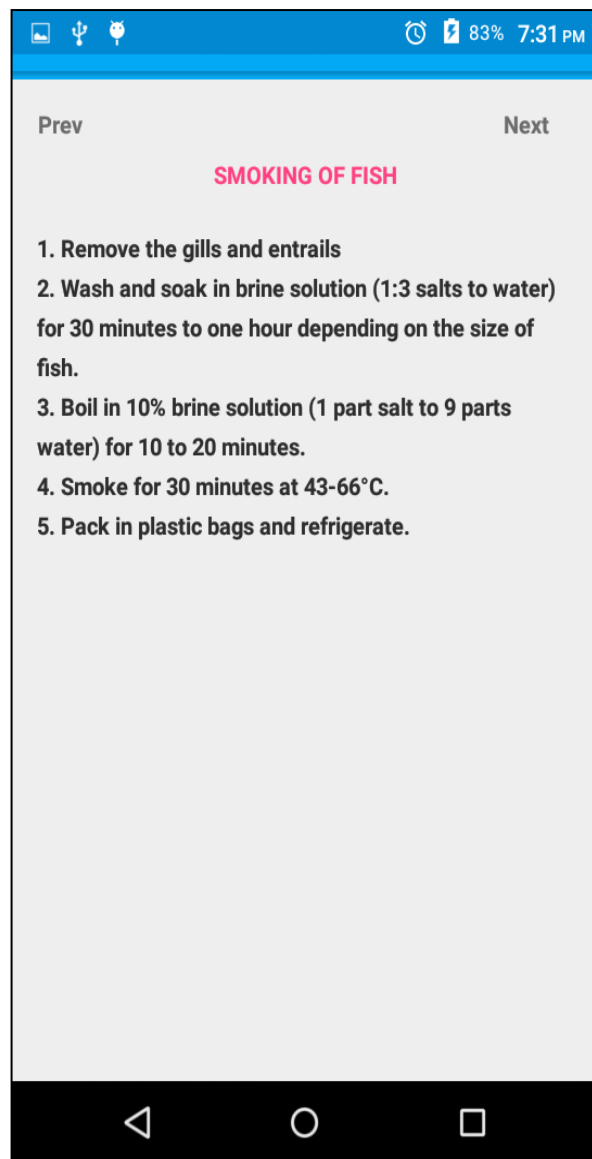 83% 7:31 PM
Prev Next
SMOKING OF FISH
1. Remove the gills and entrails
2. Wash and soak in brine solution (1:3 salts to water)
for 30 minutes to one hour depending on the size of
fish.
3. Boil in 10% brine solution (1 part salt to 9 parts
water) for 10 to 20 minutes.
4. Smoke for 30 minutes at 43-66°C.
5. Pack in plastic bags and refrigerate.